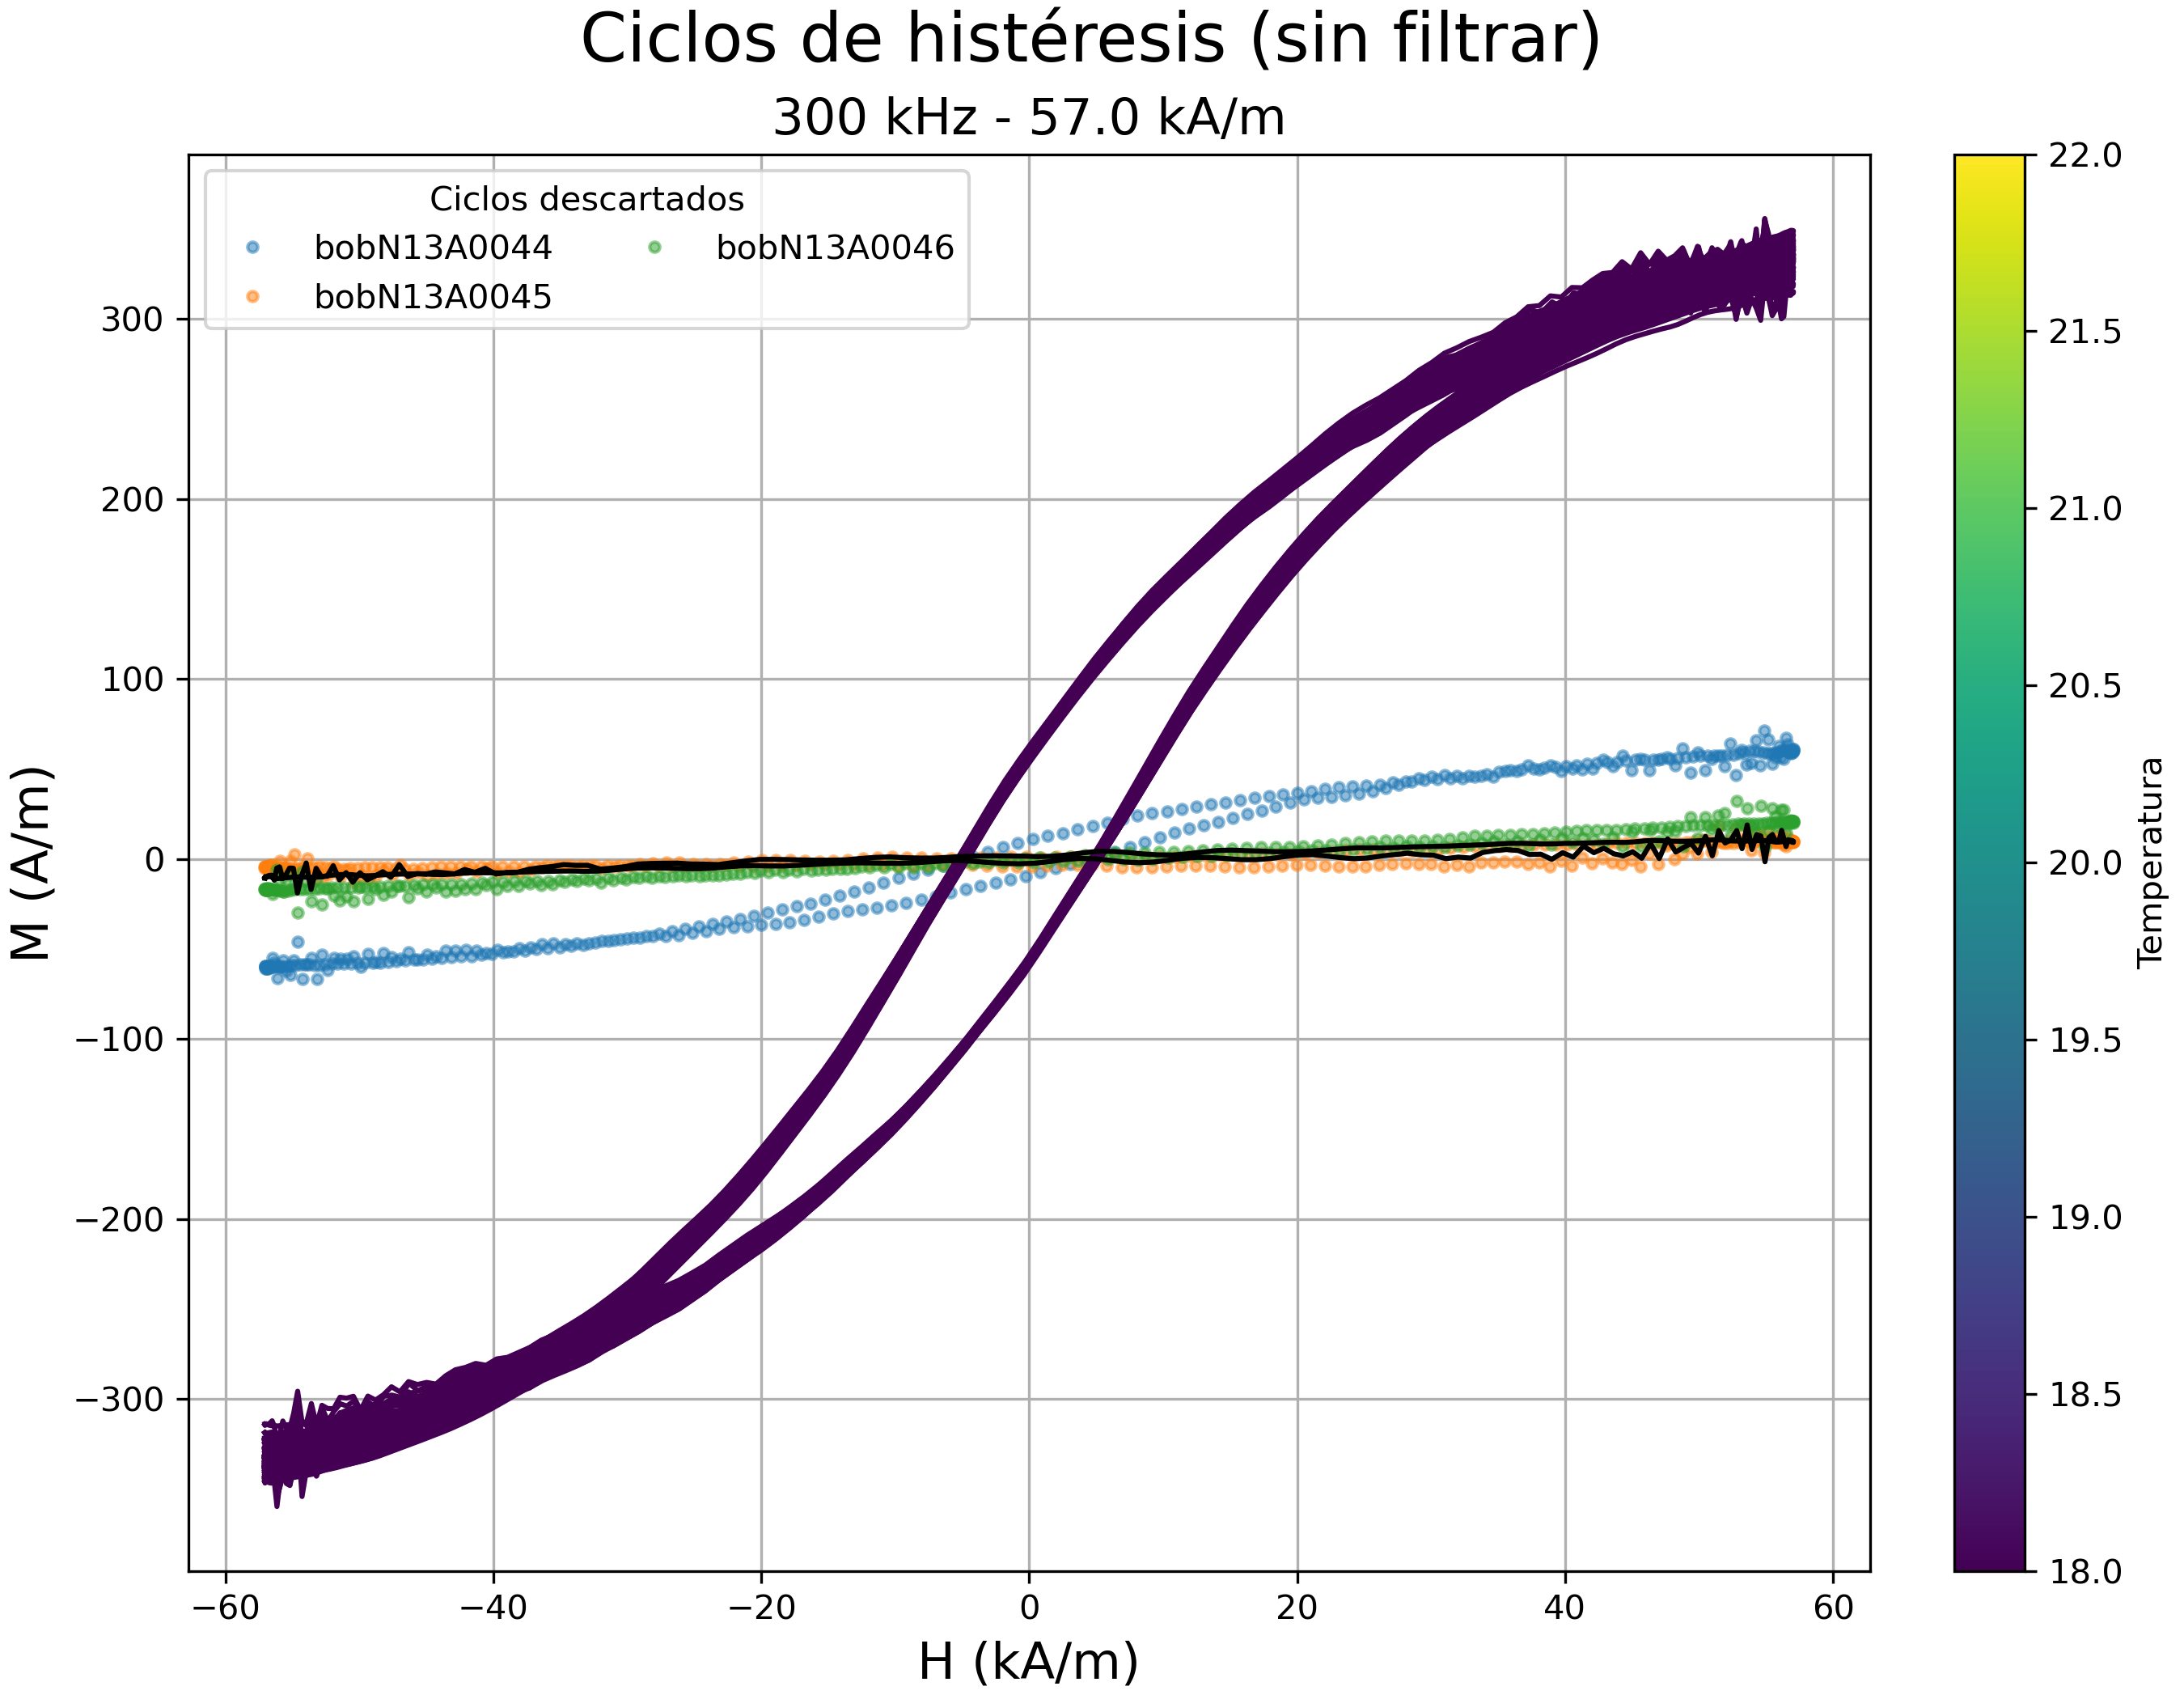 Ciclos de histéresis (sin filtrar)
300 kHz - 57.0 kA/m
Ciclos descartados
bobN13A0044
bobN13A0045
bobN13A0046
M (A/m)
300
200
100
0
−100
−200
−300
−60
−40
−20
0
20
40
60
H (kA/m)
22.0
21.5
21.0
20.5
20.0
19.5
19.0
18.5
18.0
Temperatura